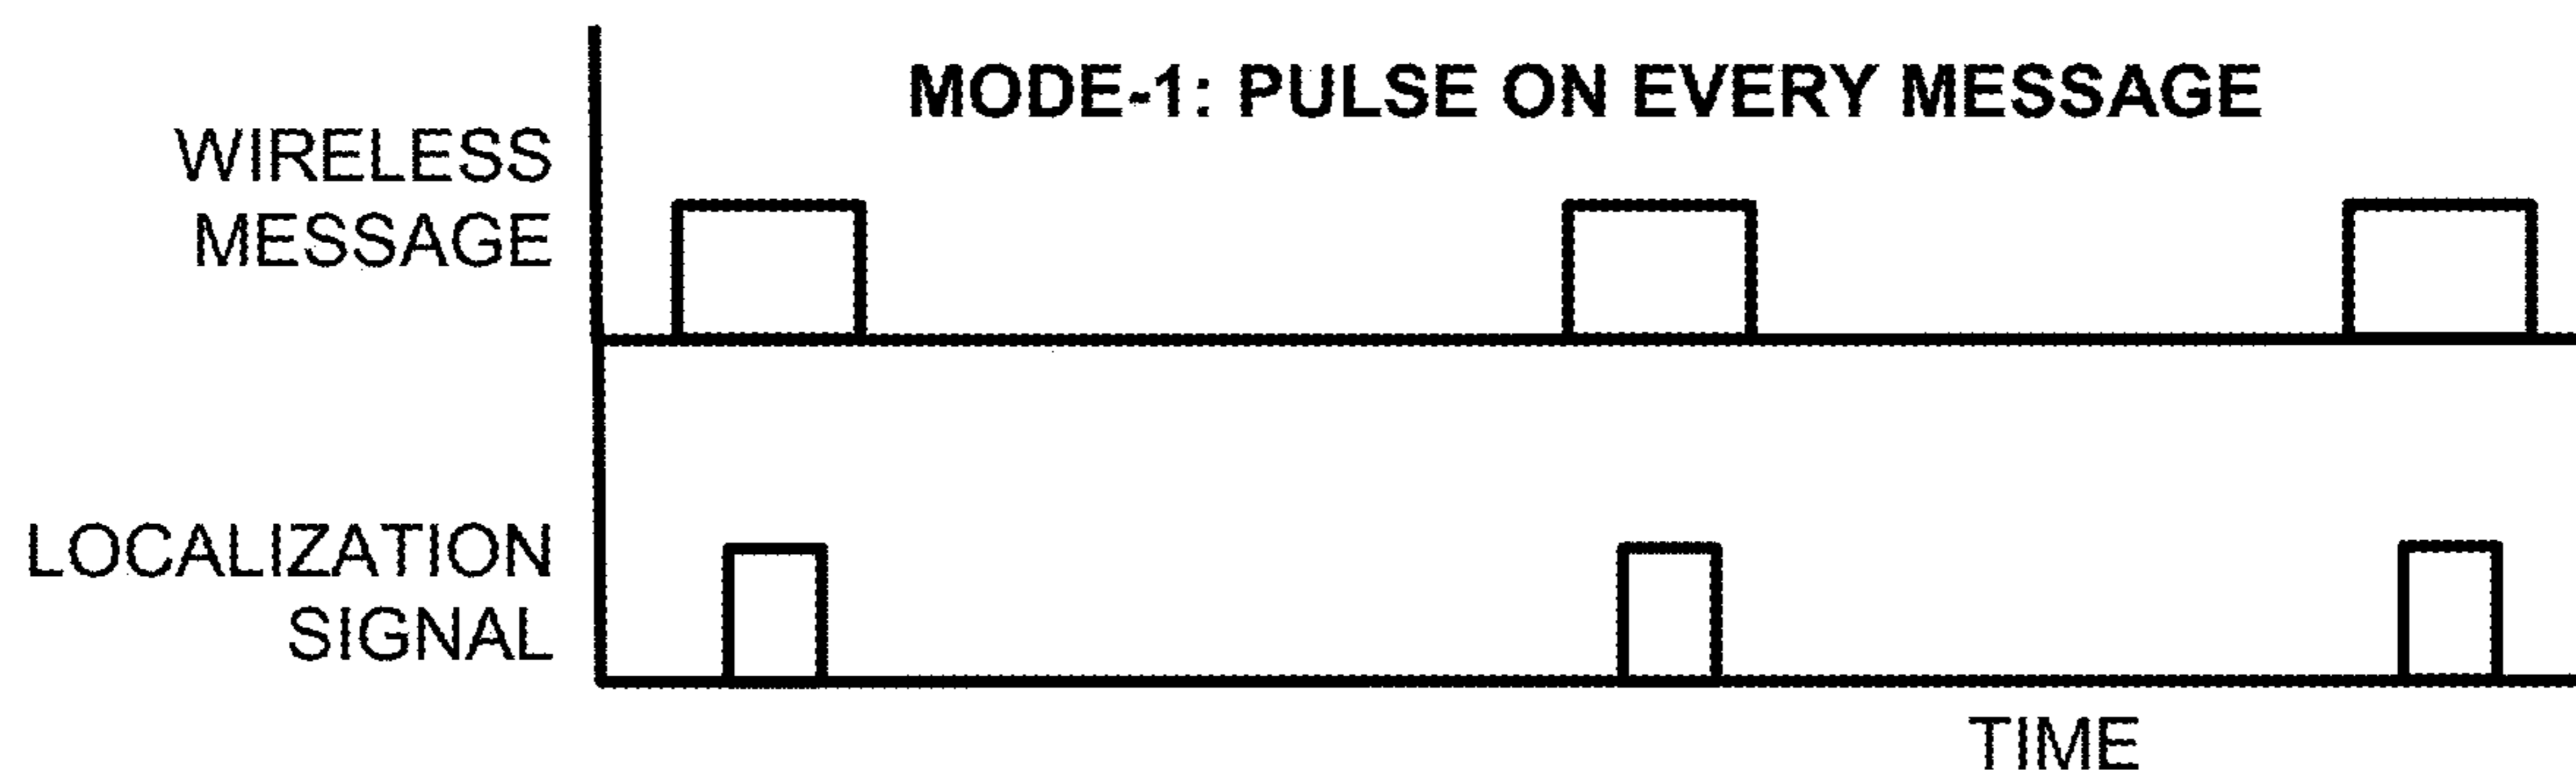 MODE-1: PULSE ON EVERY MESSAGE
WIRELESS
MESSAGE
LOCALIZATION
SIGNAL
TIME